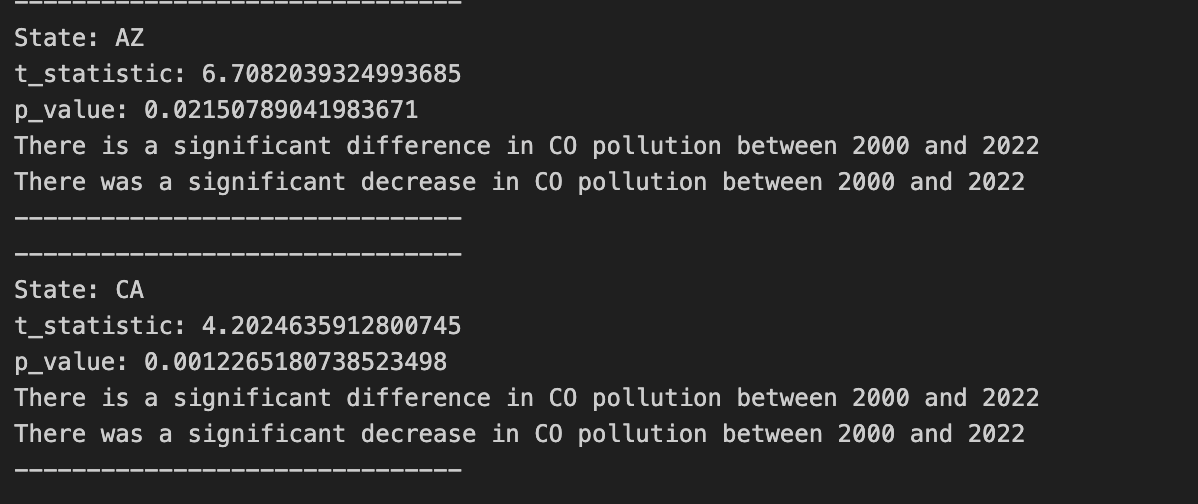 -------------------------------
State: AZ
t_statistic: 6.7082039324993685
p_value: 0.02150789041983671
There is a significant difference in CO pollution between 2000 and 2022
There was a significant decrease in CO pollution between 2000 and 2022
-------------------------------
-------------------------------
State: CA
t_statistic: 4.2024635912800745
p_value: 0.0012265180738523498
There is a significant difference in CO pollution between 2000 and 2022
There was a significant decrease in CO pollution between 2000 and 2022
-------------------------------